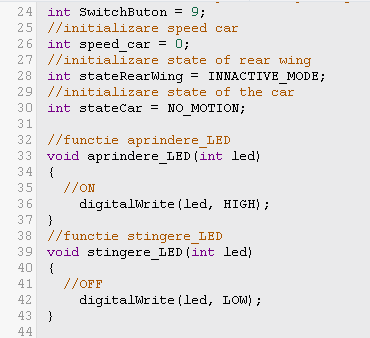 24 int SwitchButon = 9;
25 //initializare speed car
26 int speed_car = 0;
27 //initializare state of rear wing
28 int stateRearWing = INNACTIVE_MODE;
29 //initializare state of the car
30 int stateCar = NO_MOTION;
31
32 //functie aprindere_LED
33 void aprindere_LED(int led)
34 {
35 //ON
36 digitalWrite(led, HIGH);
37 }
38 //functie stingere_LED
39 void stingere_LED(int led)
40 {
41 //OFF
42 digitalWrite(led, LOW);
43 }
44